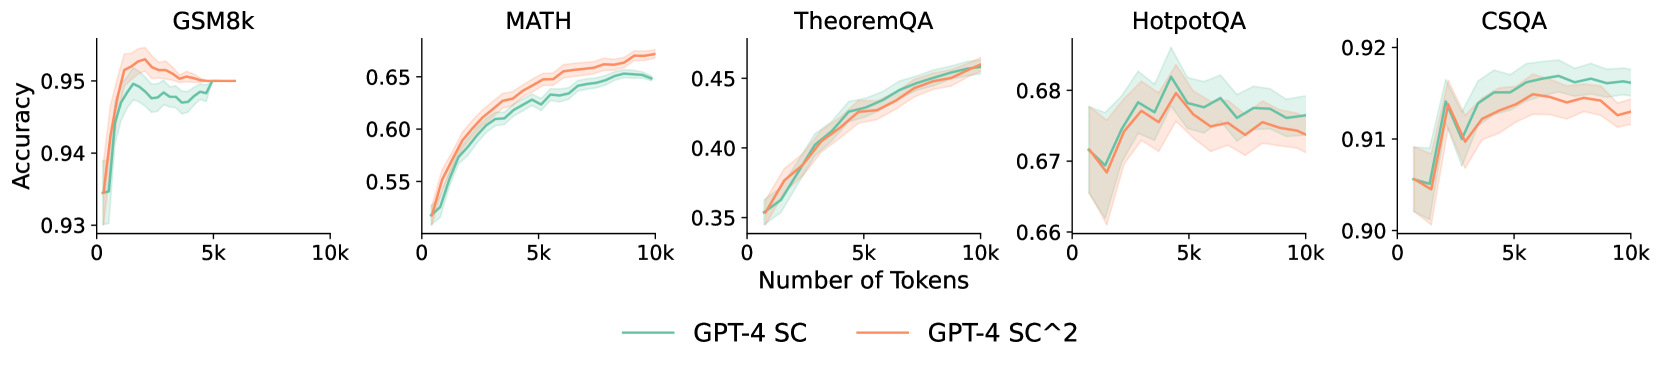 GSM8k MATH TheoremQA HotpotQA CSQA
Accuracy
0.95
0.94
0.93
0 5k 10k
0.65
0.60
0.55
0 5k 10k
0.45
0.40
0.35
0 5k 10k
0.68
0.67
0.66
0 5k 10k
0.92
0.91
0.90
0 5k 10k
Number of Tokens
GPT-4 SC GPT-4 SC^2